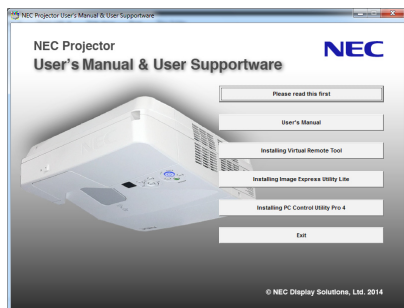 NEC Projector User's Manual & User Supportware
NEC Projector
NEC
User's Manual & User Supportware
Please read this first
User's Manual
Installing Virtual Remote Tool
Installing Image Express Utility Lite
Installing PC Control Utility Pro 4
Exit
© NEC Display Solutions, Ltd. 2014